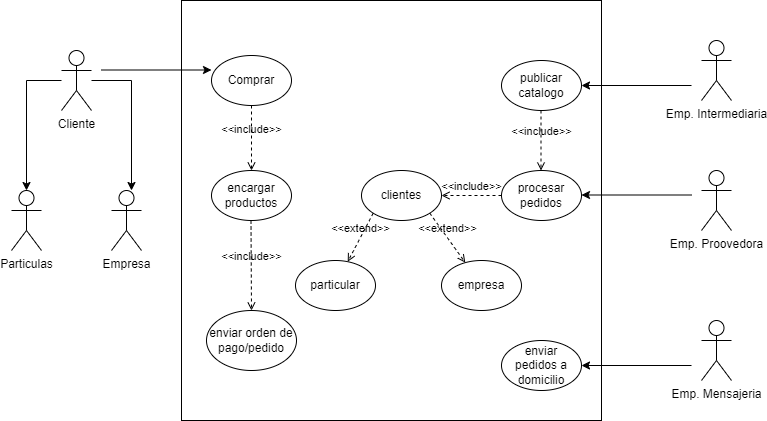 Cliente
Particulas
Empresa
Comprar
<<include>>
encargar
productos
<<include>>
enviar orden de
pago/pedido
clientes
<<extend>>
<<extend>>
particular
empresa
<<include>>
publicar
catalogo
<<include>>
procesar
pedidos
enviar
pedidos a
domicilio
Emp. Intermediaria
Emp. Proovedora
Emp. Mensajeria